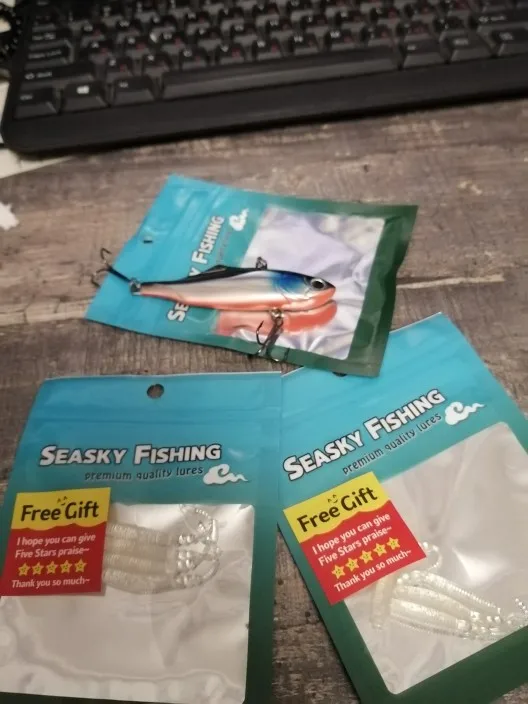 SEASKY FISHING
SEASKY FISHING
premium quality lures
Free Gift
I hope you can give
Five Stars praise~
Thank you so much~
SEASKY FISHING
premium quality lures
Free Gift
I hope you can give
Five Stars praise~
Thank you so much~